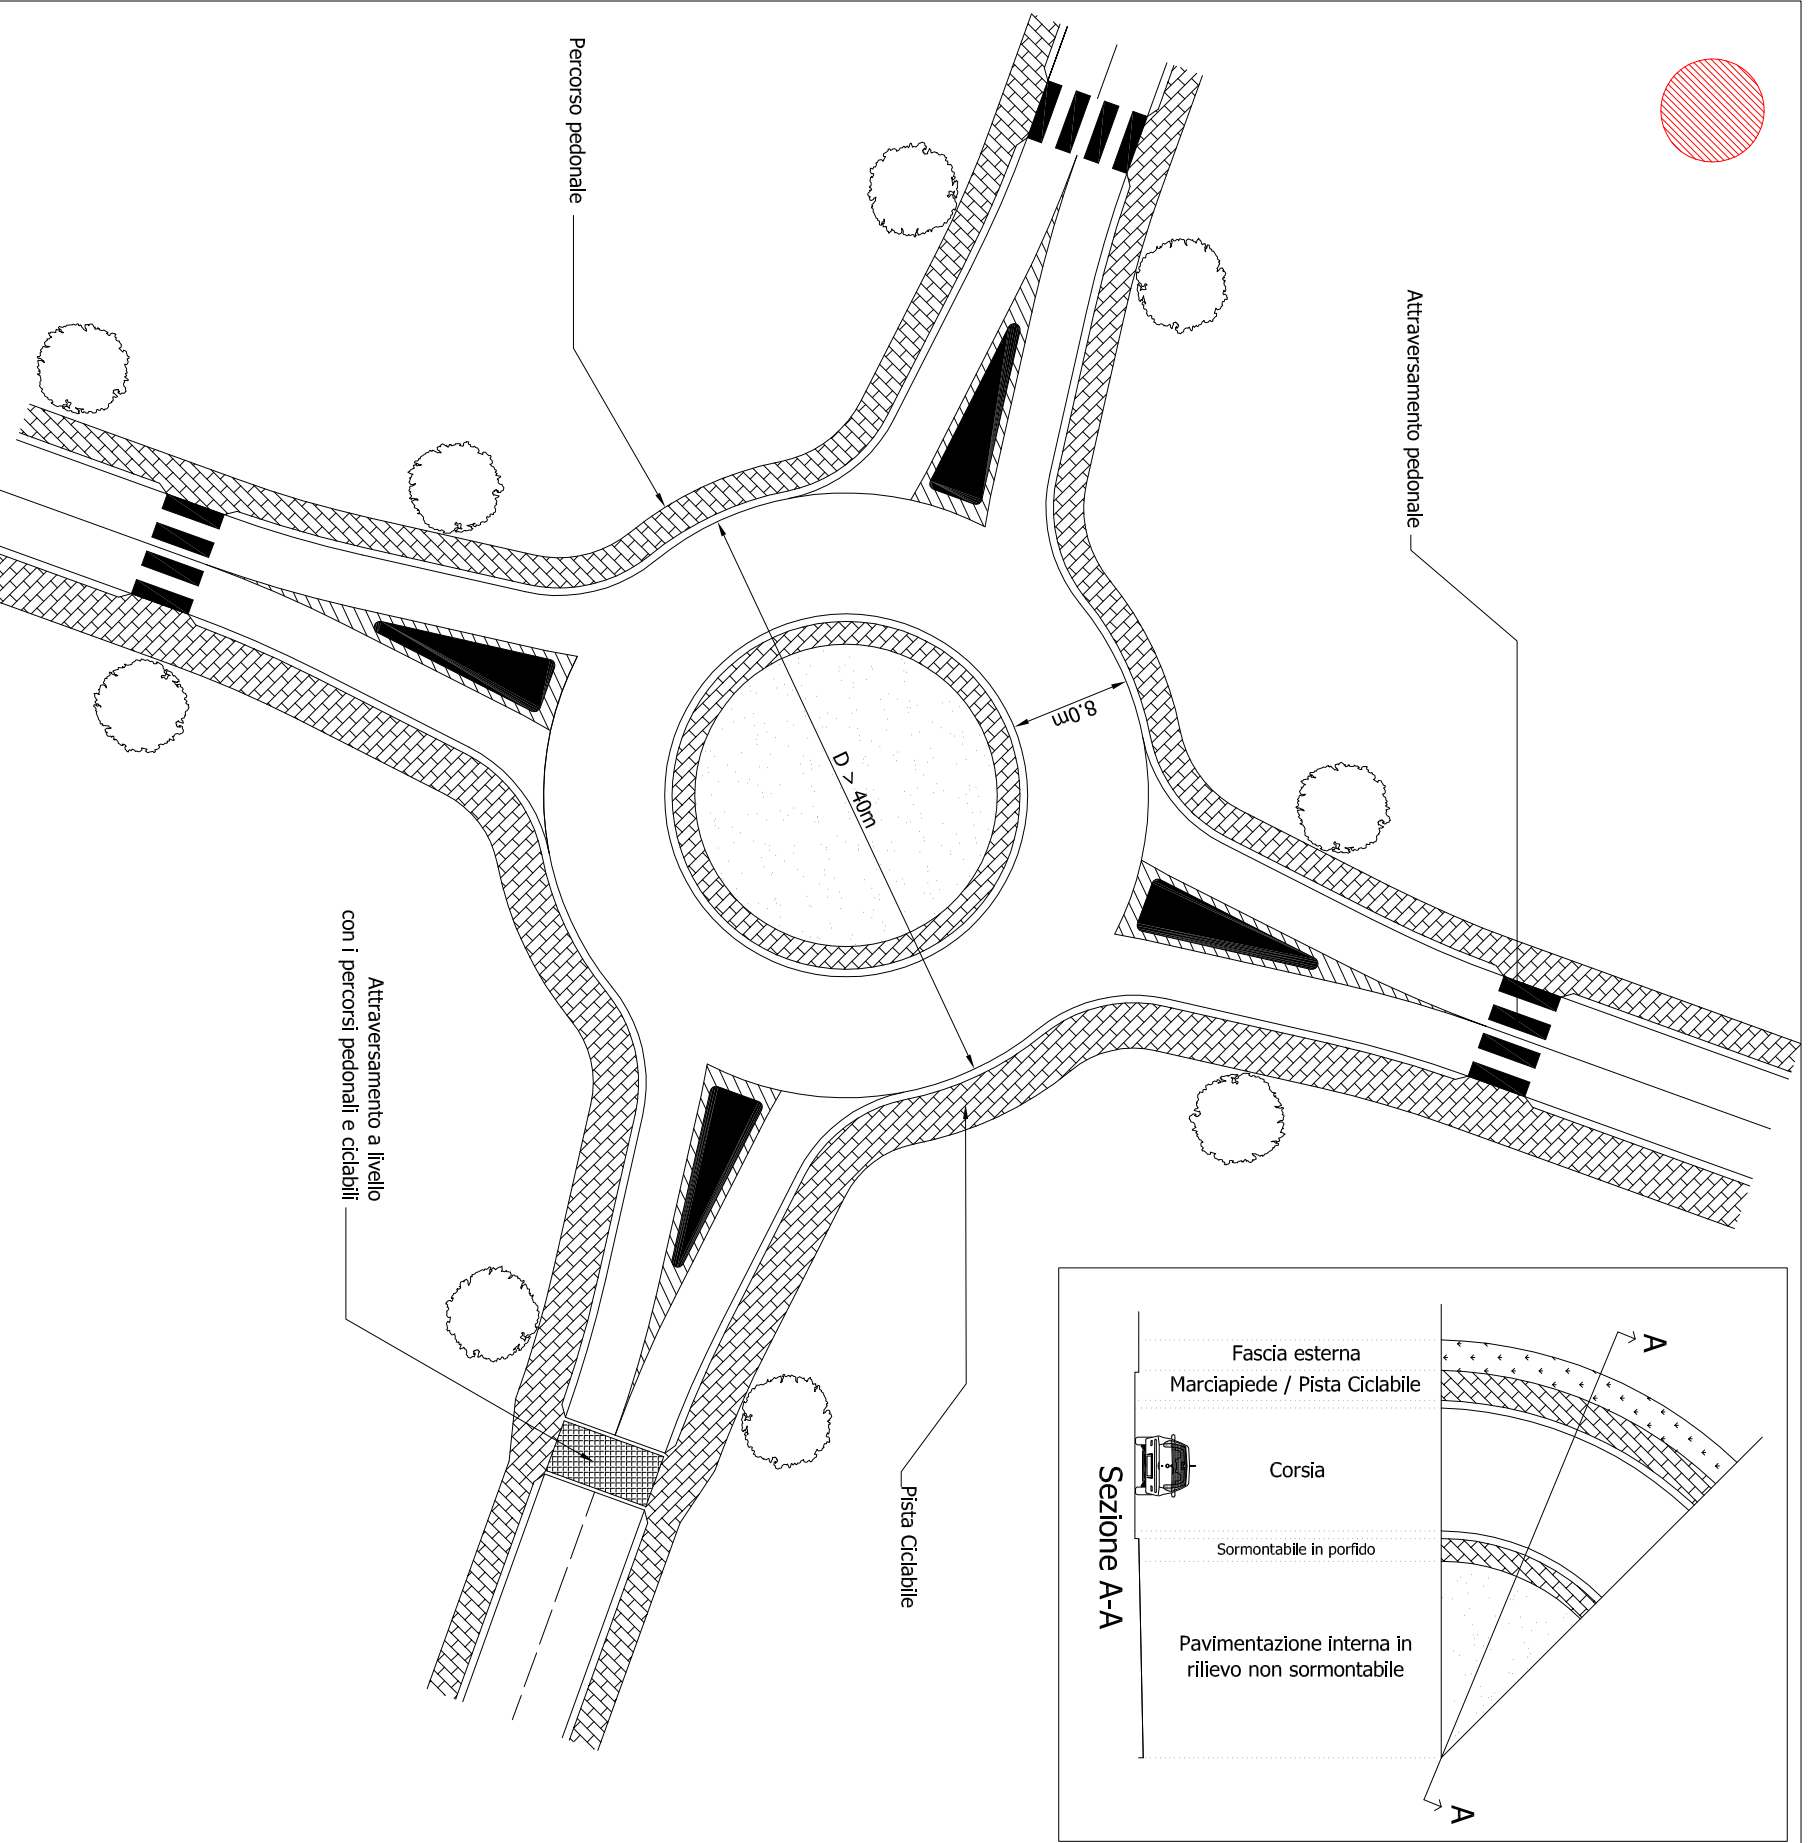 Percorso pedonale
Attraversamento pedonale
8.0m
D > 40m
Attraversamento a livello
con i percorsi pedonali e ciclabili
Pista Ciclabile
A
Fascia esterna
Marciapiede / Pista Ciclabile
Corsia
Sormontabile in porfido
Pavimentazione interna in
rilievo non sormontabile
A
Sezione A-A